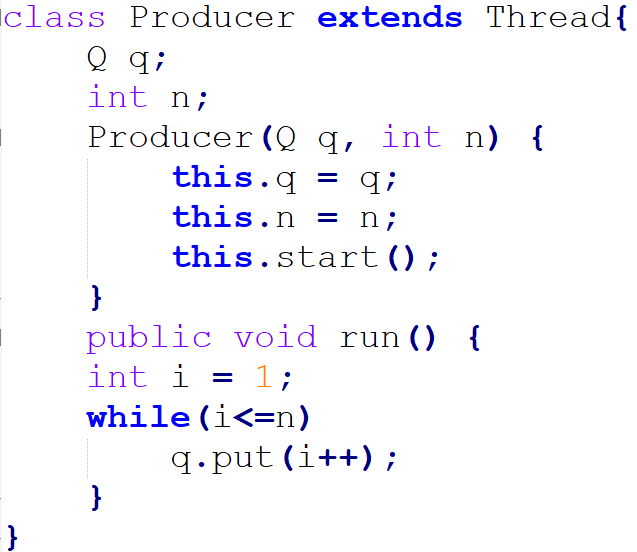 class Producer extends Thread{
    Q q;
    int n;
    Producer(Q q, int n) {
        this.q = q;
        this.n = n;
        this.start();
    }
    public void run() {
    int i = 1;
    while(i<=n)
        q.put(i++);
    }
}